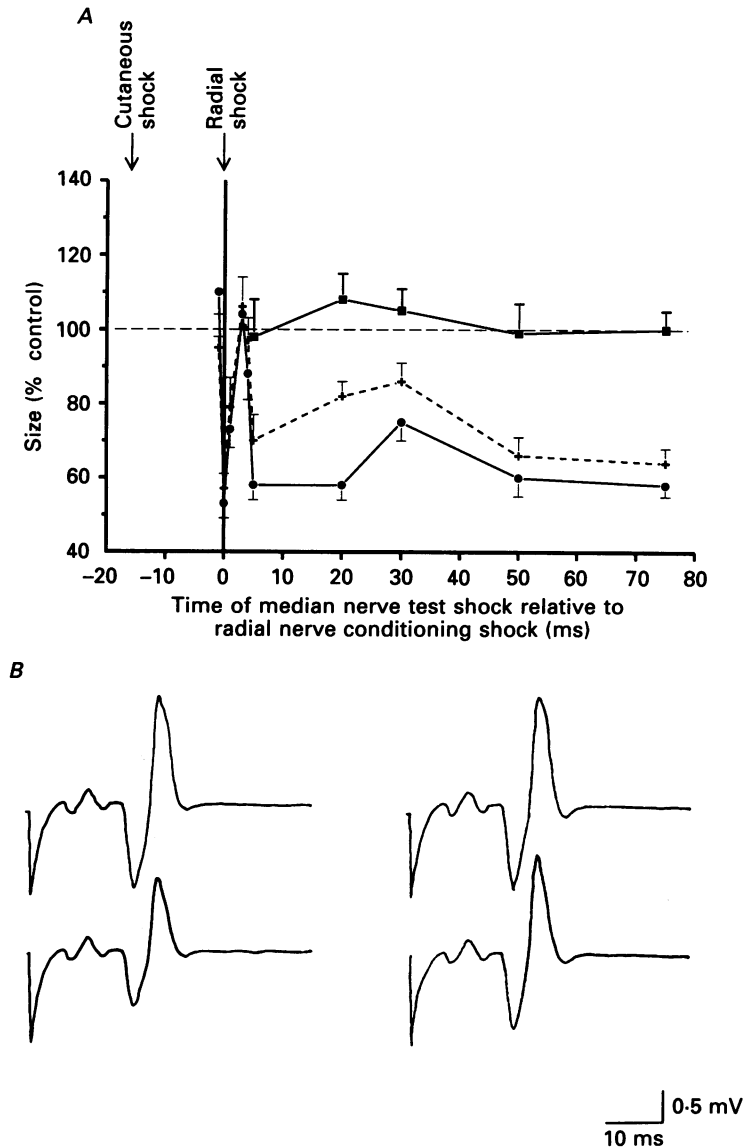 A
Cutaneous
shock
Radial
shock
140
120
100
80
60
40
Size (% control)
−20 −10 0 10 20 30 40 50 60 70 80
Time of median nerve test shock relative to
radial nerve conditioning shock (ms)
B
0·5 mV
10 ms